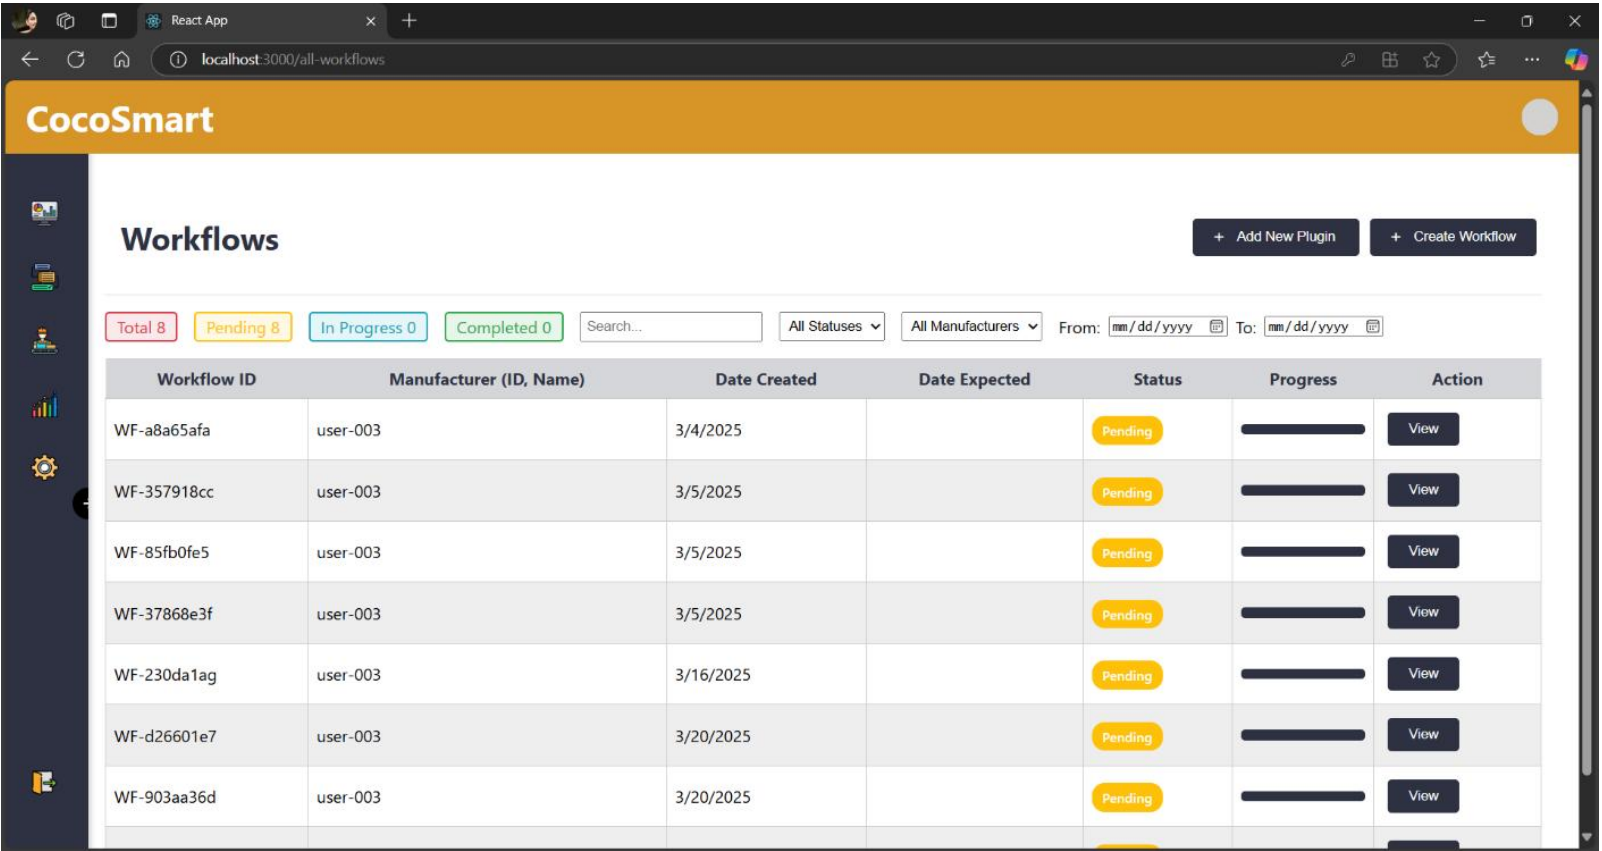 React App
localhost:3000/all-workflows
CocoSmart
Workflows
+ Add New Plugin
+ Create Workflow
Total 8 Pending 8 In Progress 0 Completed 0 Search... All Statuses All Manufacturers From: mm/dd/yyyy To: mm/dd/yyyy
Workflow ID Manufacturer (ID, Name) Date Created Date Expected Status Progress Action
WF-a8a65afa user-003 3/4/2025 Pending View
WF-357918cc user-003 3/5/2025 Pending View
WF-85fb0fe5 user-003 3/5/2025 Pending View
WF-37868e3f user-003 3/5/2025 Pending View
WF-230da1ag user-003 3/16/2025 Pending View
WF-d26601e7 user-003 3/20/2025 Pending View
WF-903aa36d user-003 3/20/2025 Pending View